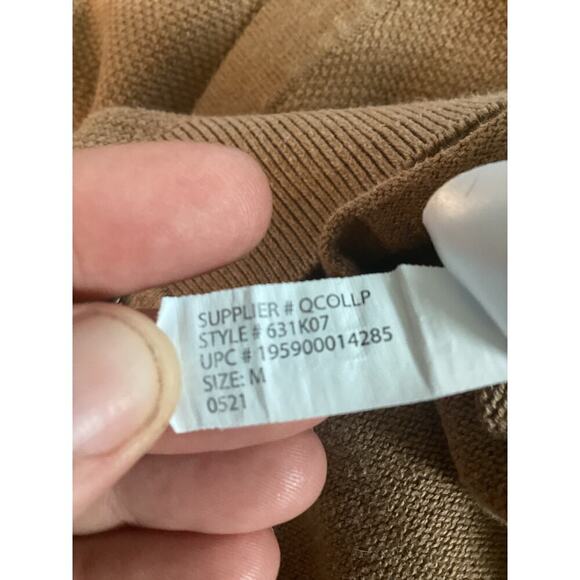 SUPPLIER # QCOLLP
STYLE # 631K07
UPC # 195900014285
SIZE: M
0521